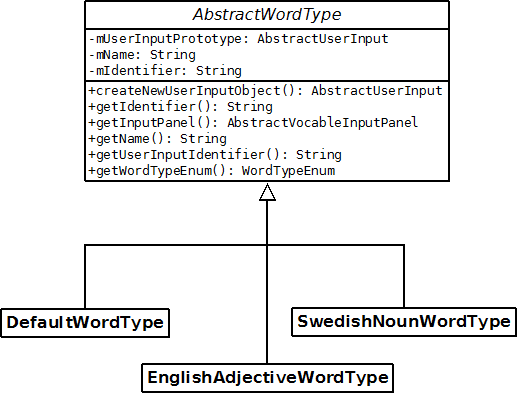 AbstractWordType
-mUserInputPrototype: AbstractUserInput
-mName: String
-mIdentifier: String
+createNewUserInputObject(): AbstractUserInput
+getIdentifier(): String
+getInputPanel(): AbstractVocableInputPanel
+getName(): String
+getUserInputIdentifier(): String
+getWordTypeEnum(): WordTypeEnum
DefaultWordType
SwedishNounWordType
EnglishAdjectiveWordType